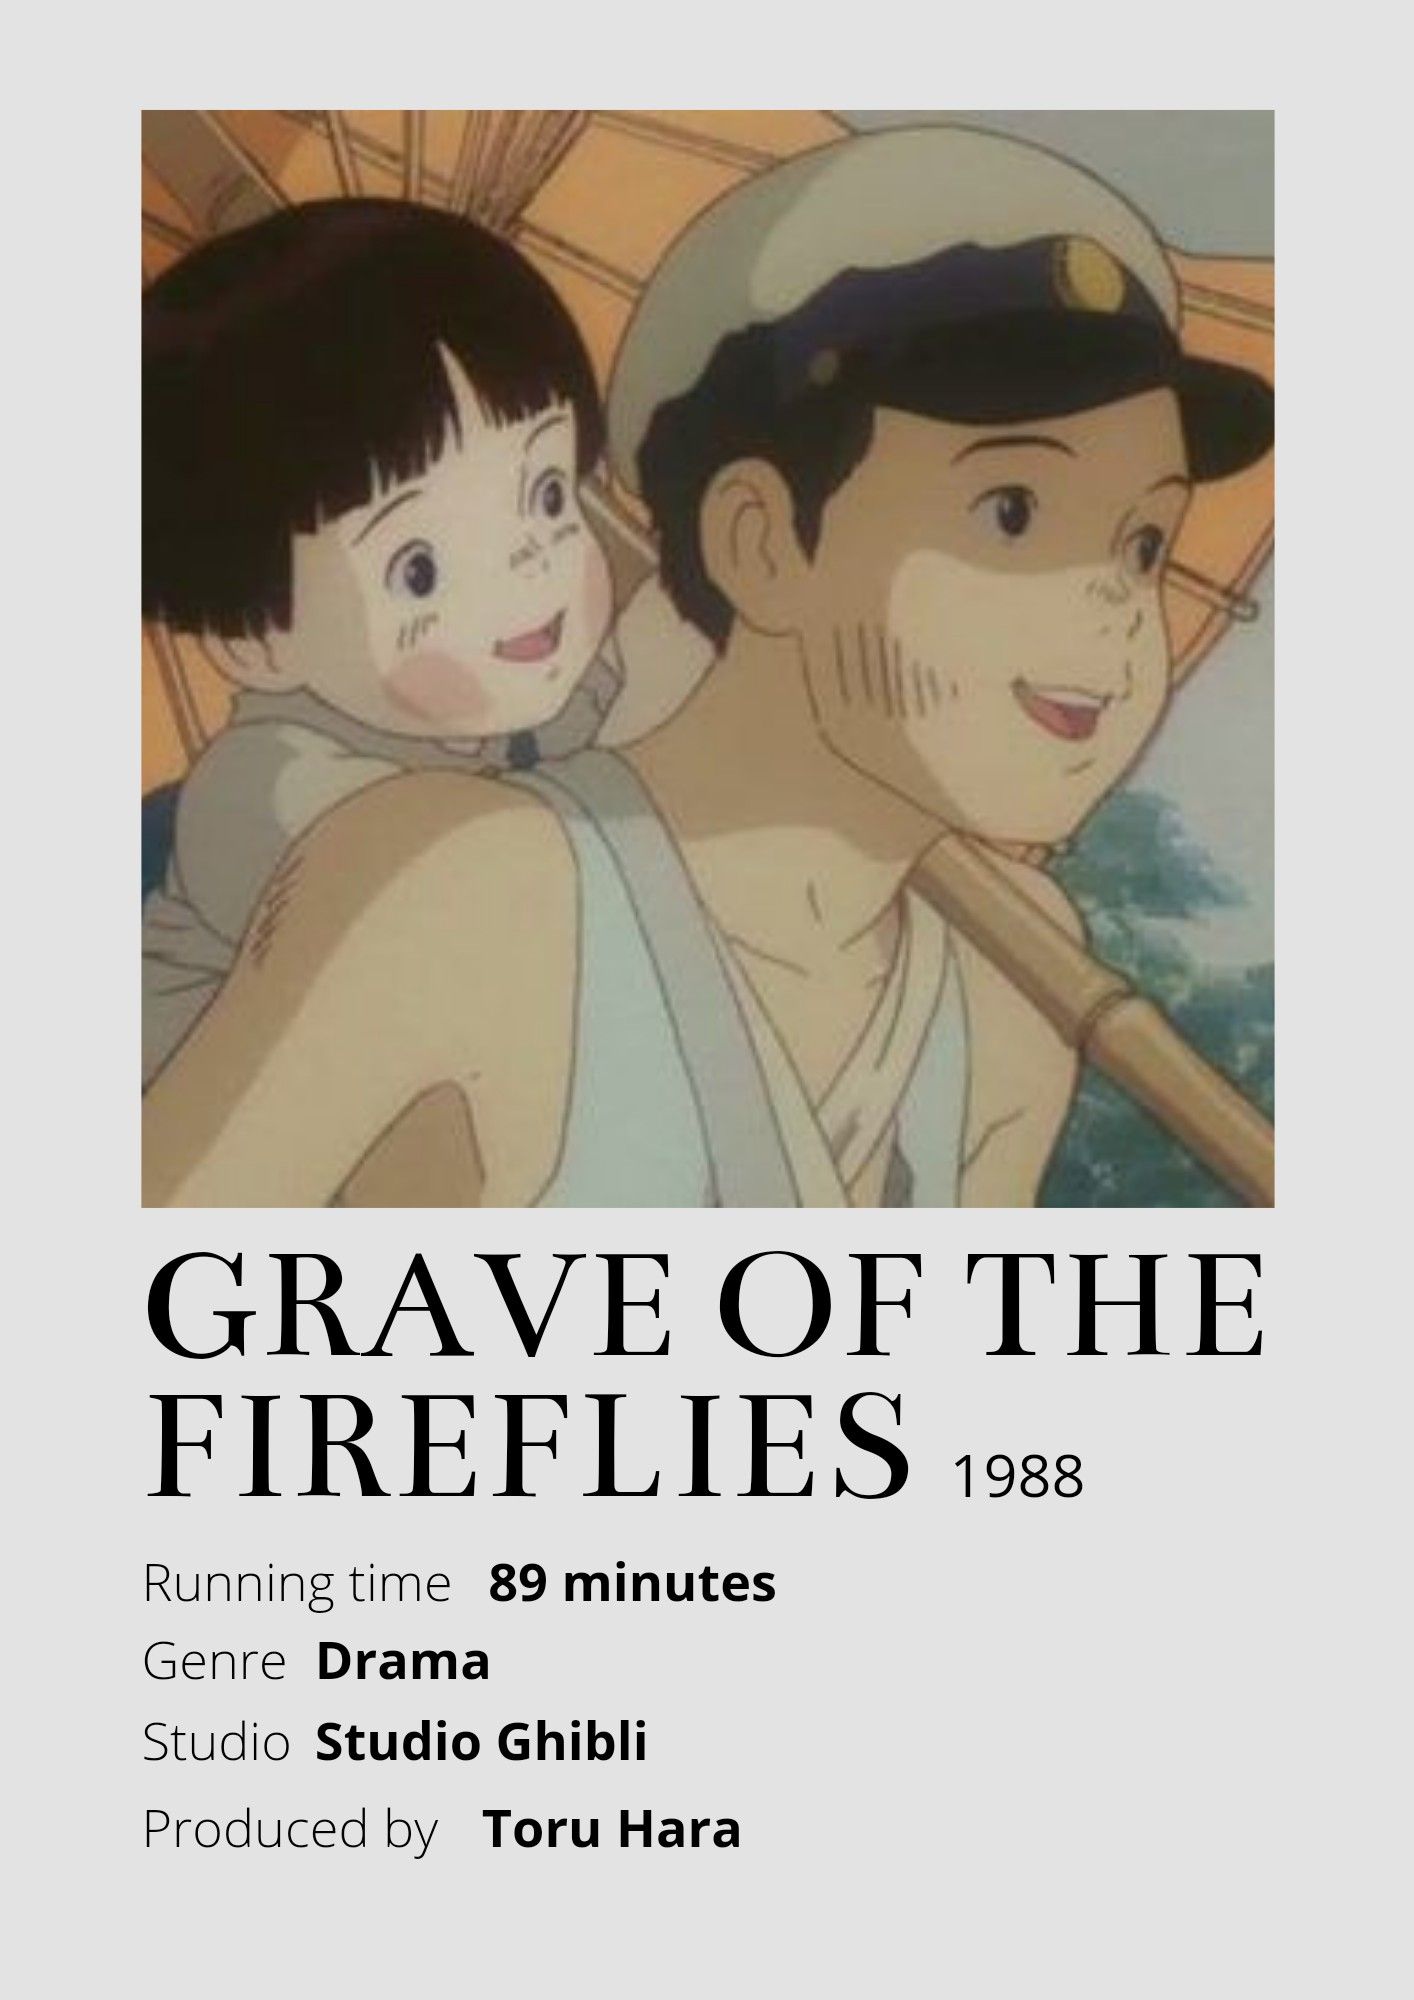 GRAVE OF THE
FIREFLIES 1988
Running time 89 minutes
Genre Drama
Studio Studio Ghibli
Produced by Toru Hara